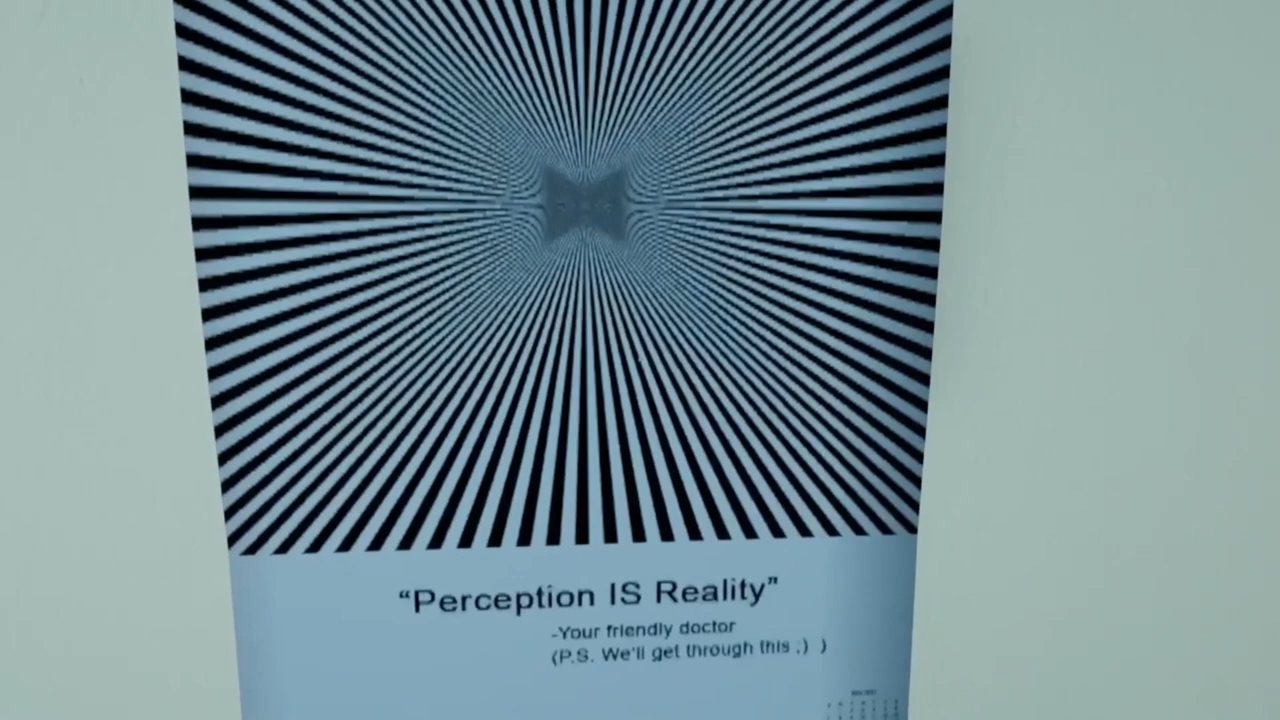 “Perception IS Reality”
-Your friendly doctor
(P.S. We'll get through this ;) )